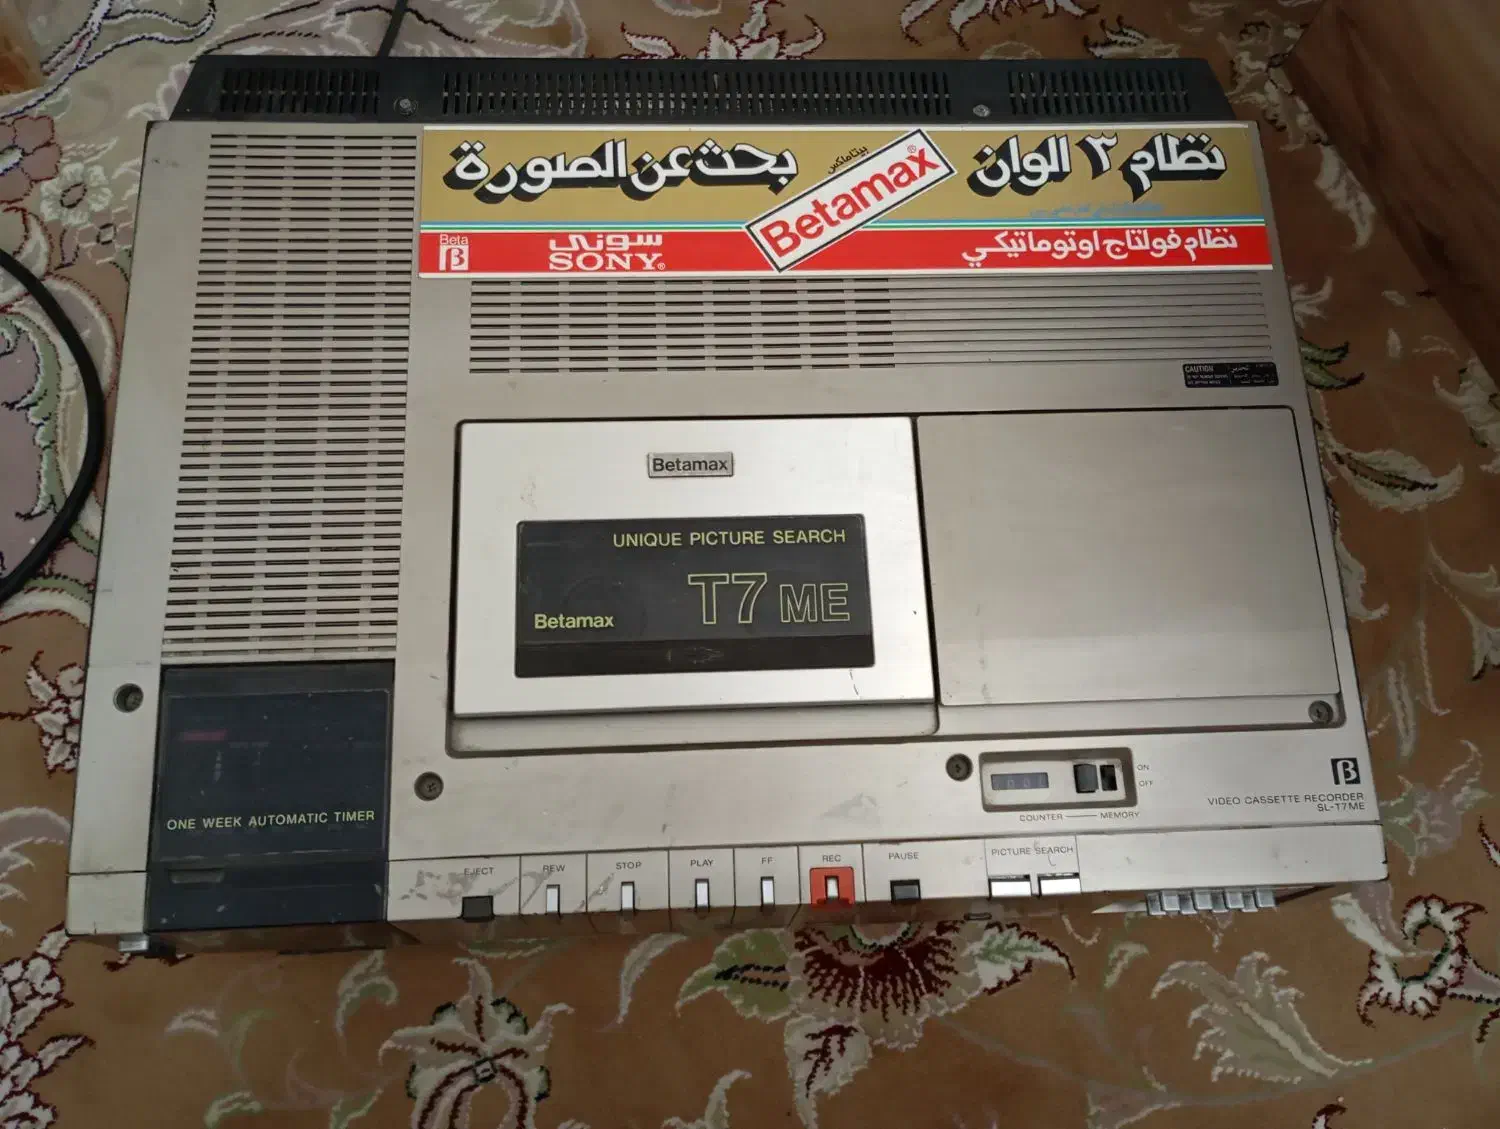 نظام ٣ الوان
بيتاماكس
Betamax®
بحث عن الصورة
نظام فولتاج اوتوماتيكي
سوني
SONY®
Beta
B
CAUTION تحذير
Betamax
UNIQUE PICTURE SEARCH
T7 ME
Betamax
ONE WEEK AUTOMATIC TIMER
ON
OFF
COUNTER MEMORY
B
VIDEO CASSETTE RECORDER
SL-T7ME
EJECT REW STOP PLAY FF REC PAUSE PICTURE SEARCH